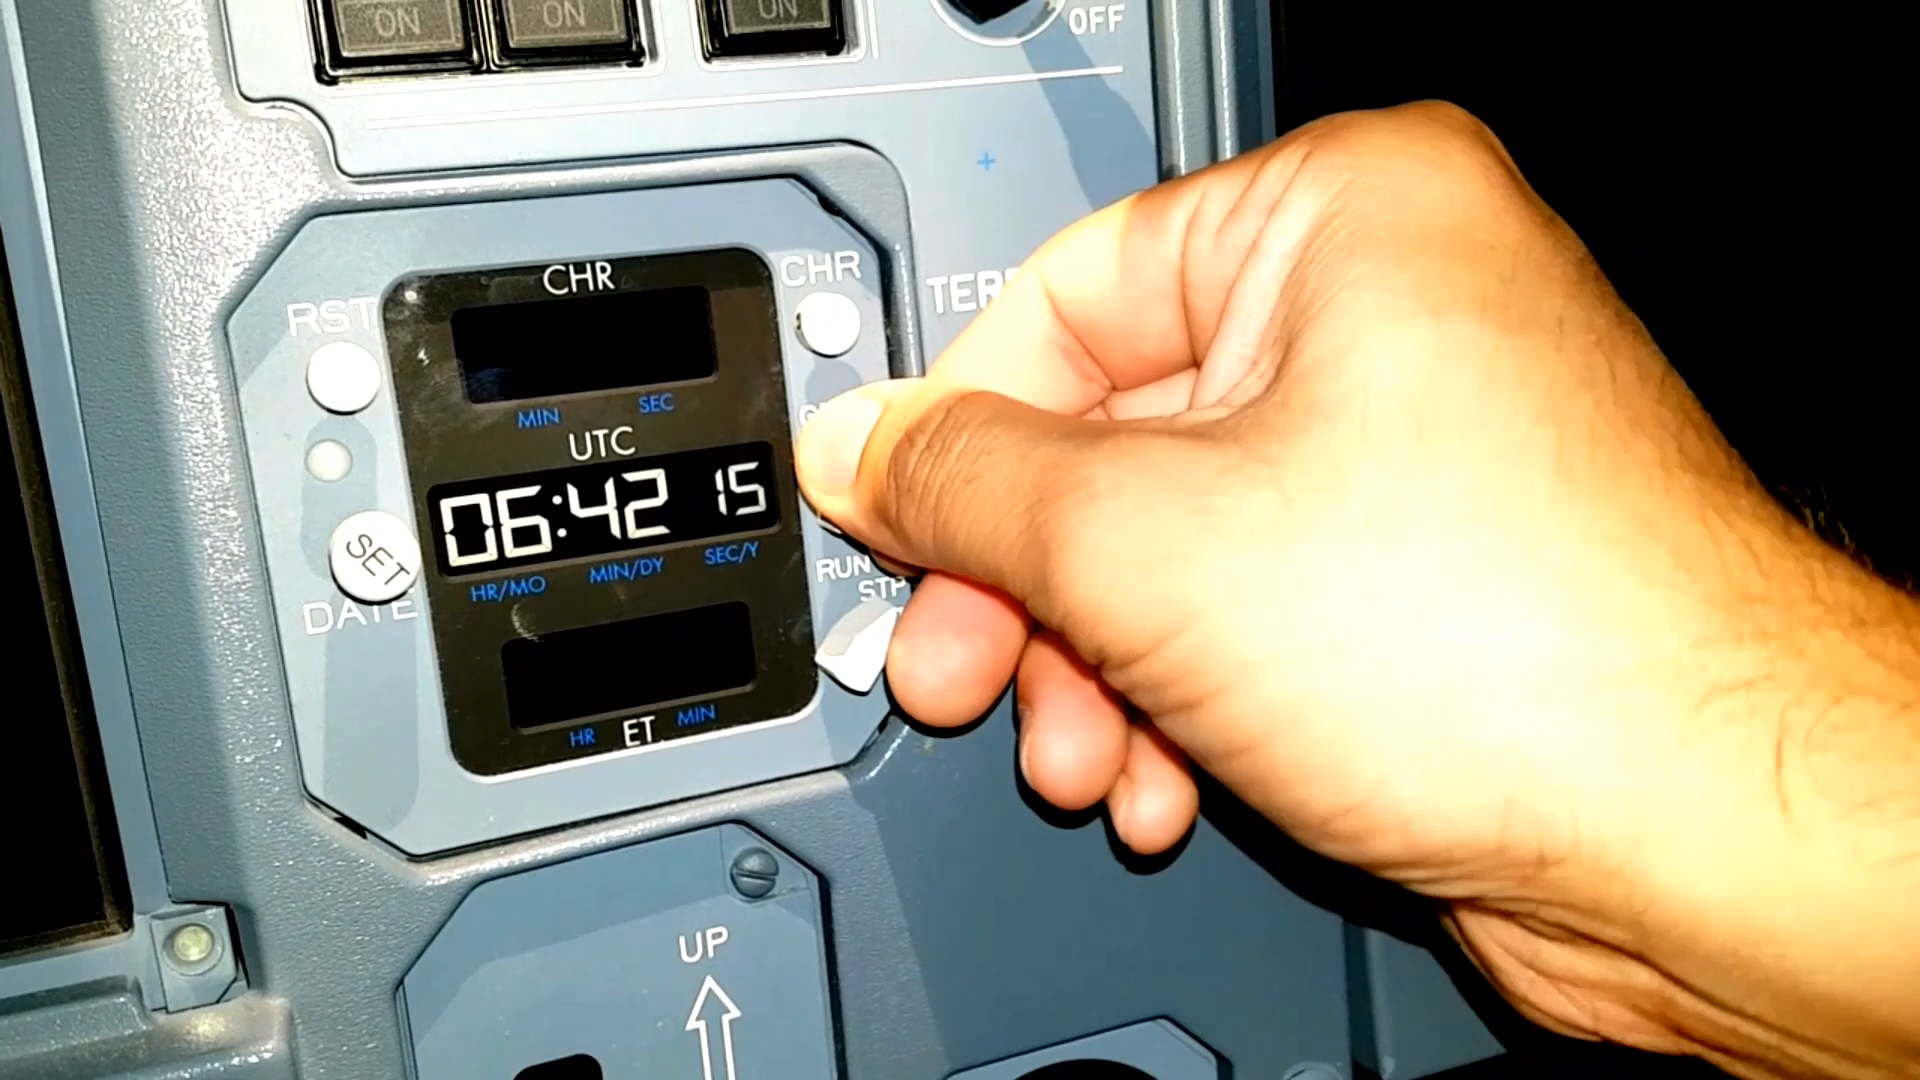 ON
ON
ON
OFF
CHR
CHR
RST
TER
MIN
SEC
UTC
06:42 15
SET
HR/MO
MIN/DY
SEC/Y
RUN
DATE
HR
ET
MIN
UP